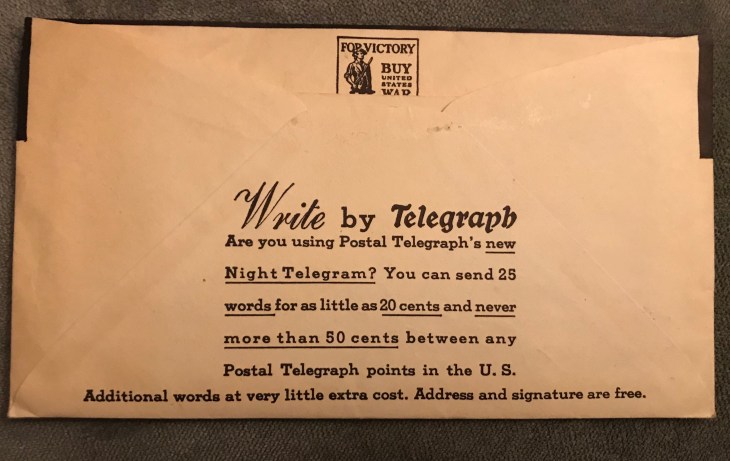 FOR VICTORY
BUY
UNITED
STATES
WAR
Write by Telegraph
Are you using Postal Telegraph's new
Night Telegram? You can send 25
words for as little as 20 cents and never
more than 50 cents between any
Postal Telegraph points in the U. S.
Additional words at very little extra cost. Address and signature are free.